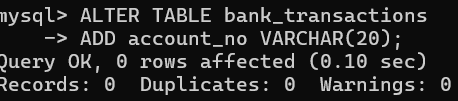 mysql> ALTER TABLE bank_transactions
    -> ADD account_no VARCHAR(20);
Query OK, 0 rows affected (0.10 sec)
Records: 0  Duplicates: 0  Warnings: 0